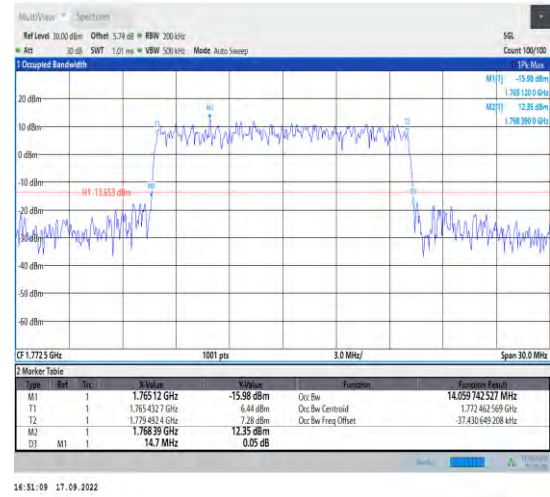 MultiView Spectrum
Ref Level 30.00 dBm Offset 5.74 dB RBW 200 kHz SGL
Att 30 dB SWT 1.01 ms VBW 500 kHz Mode Auto Sweep Count 100/100
1 Occupied Bandwidth 1Pk Max
M1[1] -15.98 dBm
1.765 120 0 GHz
M2[1] 12.35 dBm
1.768 390 0 GHz
20 dBm
10 dBm
0 dBm
-10 dBm
H1 -13.653 dBm
-20 dBm
-30 dBm
-40 dBm
-50 dBm
-60 dBm
CF 1.772 5 GHz 1001 pts 3.0 MHz/ Span 30.0 MHz
2 Marker Table
Type Ref Trc X-Value Y-Value Function Function Result
M1 1 1.76512 GHz -15.98 dBm Occ Bw 14.059 742 527 MHz
T1 1 1.765 432 7 GHz 6.44 dBm Occ Bw Centroid 1.772 462 569 GHz
T2 1 1.779 492 4 GHz 7.28 dBm Occ Bw Freq Offset -37.430 649 208 kHz
M2 1 1.76839 GHz 12.35 dBm
D3 M1 1 14.7 MHz 0.05 dB
16:51:09 17.09.2022